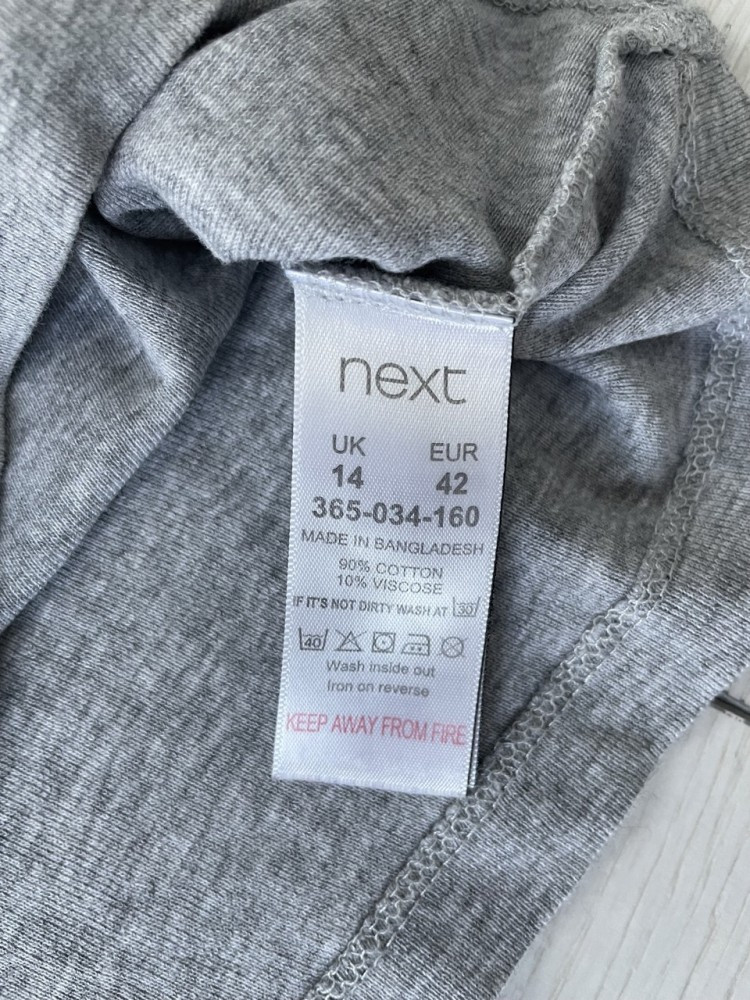 next
UK EUR
14 42
365-034-160
MADE IN BANGLADESH
90% COTTON
10% VISCOSE
IF IT'S NOT DIRTY WASH AT 30
40
Wash inside out
Iron on reverse
KEEP AWAY FROM FIRE